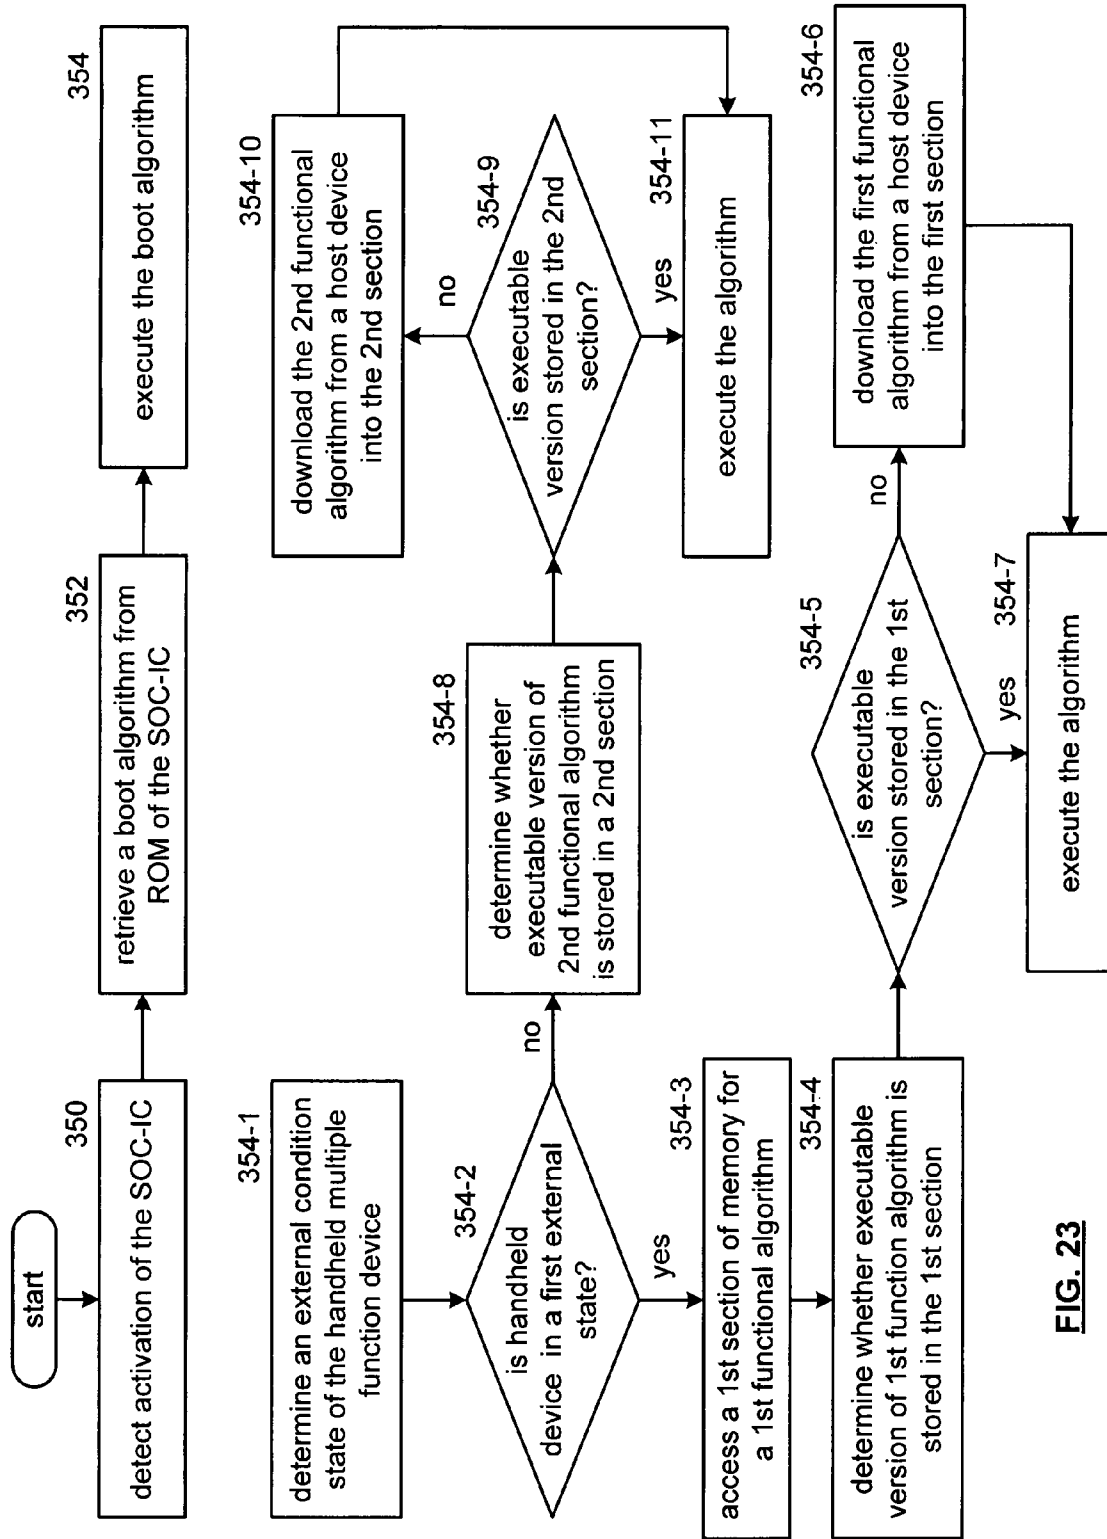 start
350
detect activation of the SOC-IC
352
retrieve a boot algorithm from
ROM of the SOC-IC
354
execute the boot algorithm
354-1
determine an external condition
state of the handheld multiple
function device
354-2
is handheld
device in a first external
state?
no
yes
354-3
access a 1st section of memory for
a 1st functional algorithm
354-4
determine whether executable
version of 1st function algorithm is
stored in the 1st section
354-5
is executable
version stored in the 1st
section?
no
yes
354-6
download the first functional
algorithm from a host device
into the first section
354-7
execute the algorithm
354-8
determine whether
executable version of
2nd functional algorithm
is stored in a 2nd section
354-9
is executable
version stored in the 2nd
section?
no
yes
354-10
download the 2nd functional
algorithm from a host device
into the 2nd section
354-11
execute the algorithm
FIG. 23